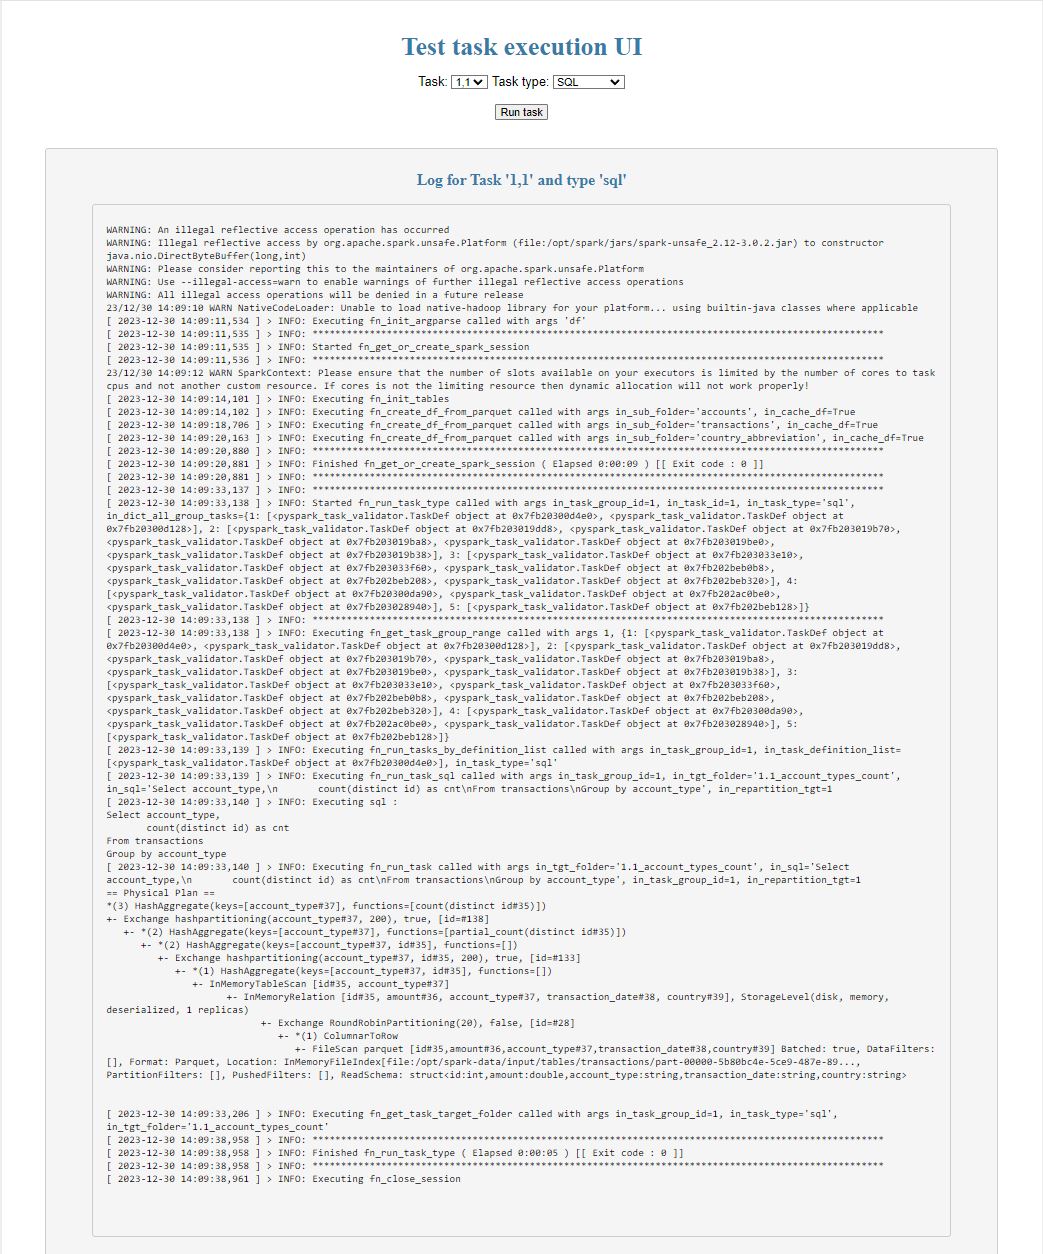 Test task execution UI
Task: 1,1 Task type: SQL
Run task
Log for Task '1,1' and type 'sql'
WARNING: An illegal reflective access operation has occurred
WARNING: Illegal reflective access by org.apache.spark.unsafe.Platform (file:/opt/spark/jars/spark-unsafe_2.12-3.0.2.jar) to constructor
java.nio.DirectByteBuffer(long,int)
WARNING: Please consider reporting this to the maintainers of org.apache.spark.unsafe.Platform
WARNING: Use --illegal-access=warn to enable warnings of further illegal reflective access operations
WARNING: All illegal access operations will be denied in a future release
23/12/30 14:09:10 WARN NativeCodeLoader: Unable to load native-hadoop library for your platform... using builtin-java classes where applicable
[ 2023-12-30 14:09:11,534 ] > INFO: Executing fn_init_argparse called with args 'df'
[ 2023-12-30 14:09:11,535 ] > INFO: ****************************************************************************************************
[ 2023-12-30 14:09:11,535 ] > INFO: Started fn_get_or_create_spark_session
[ 2023-12-30 14:09:11,536 ] > INFO: ****************************************************************************************************
23/12/30 14:09:12 WARN SparkContext: Please ensure that the number of slots available on your executors is limited by the number of cores to task
cpus and not another custom resource. If cores is not the limiting resource then dynamic allocation will not work properly!
[ 2023-12-30 14:09:14,101 ] > INFO: Executing fn_init_tables
[ 2023-12-30 14:09:14,102 ] > INFO: Executing fn_create_df_from_parquet called with args in_sub_folder='accounts', in_cache_df=True
[ 2023-12-30 14:09:18,706 ] > INFO: Executing fn_create_df_from_parquet called with args in_sub_folder='transactions', in_cache_df=True
[ 2023-12-30 14:09:20,163 ] > INFO: Executing fn_create_df_from_parquet called with args in_sub_folder='country_abbreviation', in_cache_df=True
[ 2023-12-30 14:09:20,880 ] > INFO: ****************************************************************************************************
[ 2023-12-30 14:09:20,881 ] > INFO: Finished fn_get_or_create_spark_session ( Elapsed 0:00:09 ) [[ Exit code : 0 ]]
[ 2023-12-30 14:09:20,881 ] > INFO: ****************************************************************************************************
[ 2023-12-30 14:09:33,137 ] > INFO: ****************************************************************************************************
[ 2023-12-30 14:09:33,138 ] > INFO: Started fn_run_task_type called with args in_task_group_id=1, in_task_id=1, in_task_type='sql',
in_dict_all_group_tasks={1: [<pyspark_task_validator.TaskDef object at 0x7fb20300d4e0>, <pyspark_task_validator.TaskDef object at
0x7fb20300d128>], 2: [<pyspark_task_validator.TaskDef object at 0x7fb203019dd8>, <pyspark_task_validator.TaskDef object at 0x7fb203019b70>,
<pyspark_task_validator.TaskDef object at 0x7fb203019ba8>, <pyspark_task_validator.TaskDef object at 0x7fb203019be0>,
<pyspark_task_validator.TaskDef object at 0x7fb203019b38>], 3: [<pyspark_task_validator.TaskDef object at 0x7fb203033e10>,
<pyspark_task_validator.TaskDef object at 0x7fb203033f60>, <pyspark_task_validator.TaskDef object at 0x7fb202beb0b8>,
<pyspark_task_validator.TaskDef object at 0x7fb202beb208>, <pyspark_task_validator.TaskDef object at 0x7fb202beb320>], 4:
[<pyspark_task_validator.TaskDef object at 0x7fb20300da90>, <pyspark_task_validator.TaskDef object at 0x7fb202ac0be0>,
<pyspark_task_validator.TaskDef object at 0x7fb203028940>], 5: [<pyspark_task_validator.TaskDef object at 0x7fb202beb128>]}
[ 2023-12-30 14:09:33,138 ] > INFO: ****************************************************************************************************
[ 2023-12-30 14:09:33,138 ] > INFO: Executing fn_get_task_group_range called with args 1, {1: [<pyspark_task_validator.TaskDef object at
0x7fb20300d4e0>, <pyspark_task_validator.TaskDef object at 0x7fb20300d128>], 2: [<pyspark_task_validator.TaskDef object at 0x7fb203019dd8>,
<pyspark_task_validator.TaskDef object at 0x7fb203019b70>, <pyspark_task_validator.TaskDef object at 0x7fb203019ba8>,
<pyspark_task_validator.TaskDef object at 0x7fb203019be0>, <pyspark_task_validator.TaskDef object at 0x7fb203019b38>], 3:
[<pyspark_task_validator.TaskDef object at 0x7fb203033e10>, <pyspark_task_validator.TaskDef object at 0x7fb203033f60>,
<pyspark_task_validator.TaskDef object at 0x7fb202beb0b8>, <pyspark_task_validator.TaskDef object at 0x7fb202beb208>,
<pyspark_task_validator.TaskDef object at 0x7fb202beb320>], 4: [<pyspark_task_validator.TaskDef object at 0x7fb20300da90>,
<pyspark_task_validator.TaskDef object at 0x7fb202ac0be0>, <pyspark_task_validator.TaskDef object at 0x7fb203028940>], 5:
[<pyspark_task_validator.TaskDef object at 0x7fb202beb128>]}
[ 2023-12-30 14:09:33,139 ] > INFO: Executing fn_run_tasks_by_definition_list called with args in_task_group_id=1, in_task_definition_list=
[<pyspark_task_validator.TaskDef object at 0x7fb20300d4e0>], in_task_type='sql'
[ 2023-12-30 14:09:33,139 ] > INFO: Executing fn_run_task_sql called with args in_task_group_id=1, in_tgt_folder='1.1_account_types_count',
in_sql='Select account_type,\n       count(distinct id) as cnt\nFrom transactions\nGroup by account_type', in_repartition_tgt=1
[ 2023-12-30 14:09:33,140 ] > INFO: Executing sql :
Select account_type,
       count(distinct id) as cnt
From transactions
Group by account_type
[ 2023-12-30 14:09:33,140 ] > INFO: Executing fn_run_task called with args in_tgt_folder='1.1_account_types_count', in_sql='Select
account_type,\n       count(distinct id) as cnt\nFrom transactions\nGroup by account_type', in_task_group_id=1, in_repartition_tgt=1
== Physical Plan ==
*(3) HashAggregate(keys=[account_type#37], functions=[count(distinct id#35)])
+- Exchange hashpartitioning(account_type#37, 200), true, [id=#138]
   +- *(2) HashAggregate(keys=[account_type#37], functions=[partial_count(distinct id#35)])
      +- *(2) HashAggregate(keys=[account_type#37, id#35], functions=[])
         +- Exchange hashpartitioning(account_type#37, id#35, 200), true, [id=#133]
            +- *(1) HashAggregate(keys=[account_type#37, id#35], functions=[])
               +- InMemoryTableScan [id#35, account_type#37]
                     +- InMemoryRelation [id#35, amount#36, account_type#37, transaction_date#38, country#39], StorageLevel(disk, memory,
deserialized, 1 replicas)
                           +- Exchange RoundRobinPartitioning(20), false, [id=#28]
                              +- *(1) ColumnarToRow
                                 +- FileScan parquet [id#35,amount#36,account_type#37,transaction_date#38,country#39] Batched: true, DataFilters:
[], Format: Parquet, Location: InMemoryFileIndex[file:/opt/spark-data/input/tables/transactions/part-00000-5b80bc4e-5ce9-487e-89...,
PartitionFilters: [], PushedFilters: [], ReadSchema: struct<id:int,amount:double,account_type:string,transaction_date:string,country:string>
[ 2023-12-30 14:09:33,206 ] > INFO: Executing fn_get_task_target_folder called with args in_task_group_id=1, in_task_type='sql',
in_tgt_folder='1.1_account_types_count'
[ 2023-12-30 14:09:38,958 ] > INFO: ****************************************************************************************************
[ 2023-12-30 14:09:38,958 ] > INFO: Finished fn_run_task_type ( Elapsed 0:00:05 ) [[ Exit code : 0 ]]
[ 2023-12-30 14:09:38,958 ] > INFO: ****************************************************************************************************
[ 2023-12-30 14:09:38,961 ] > INFO: Executing fn_close_session